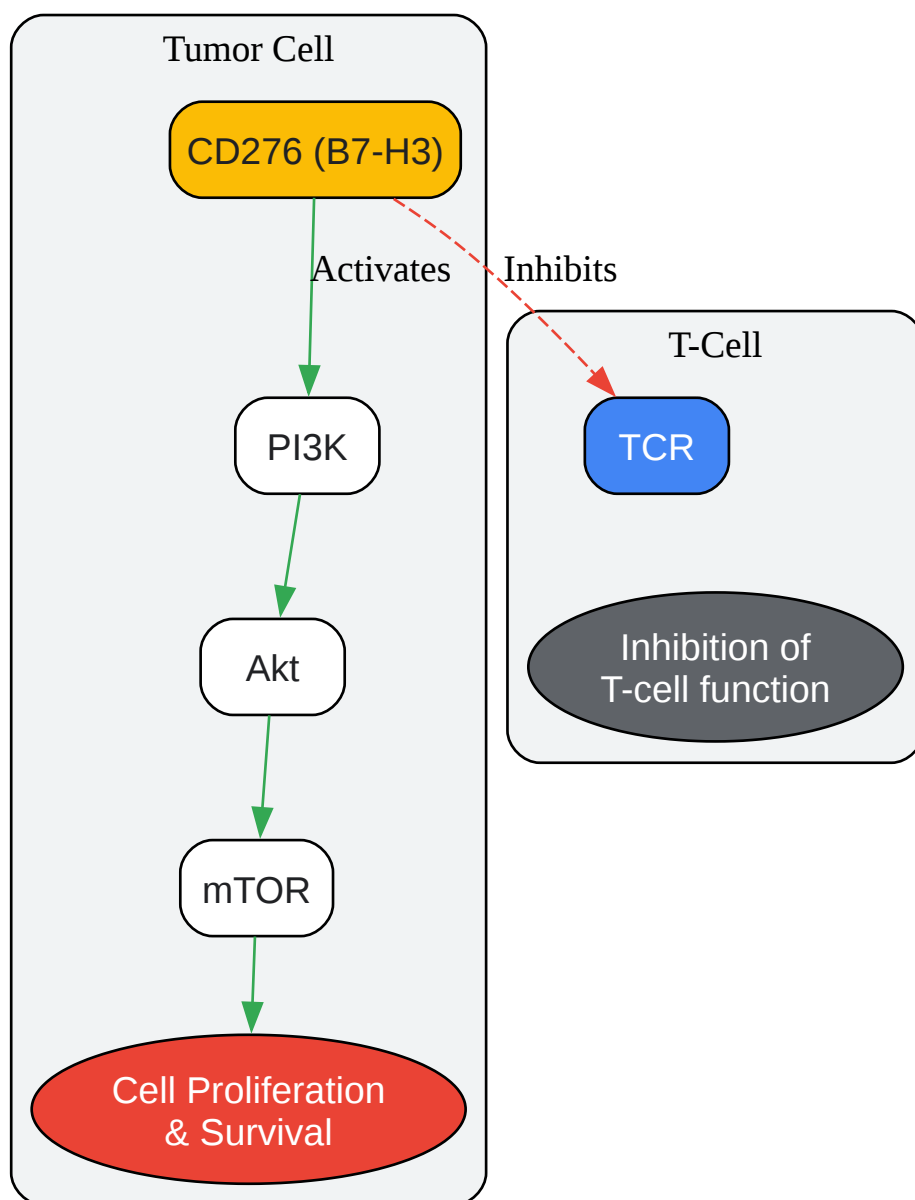 Tumor Cell
CD276 (B7-H3)
Activates
Inhibits
T-Cell
PI3K
TCR
Akt
Inhibition of
T-cell function
mTOR
Cell Proliferation
& Survival